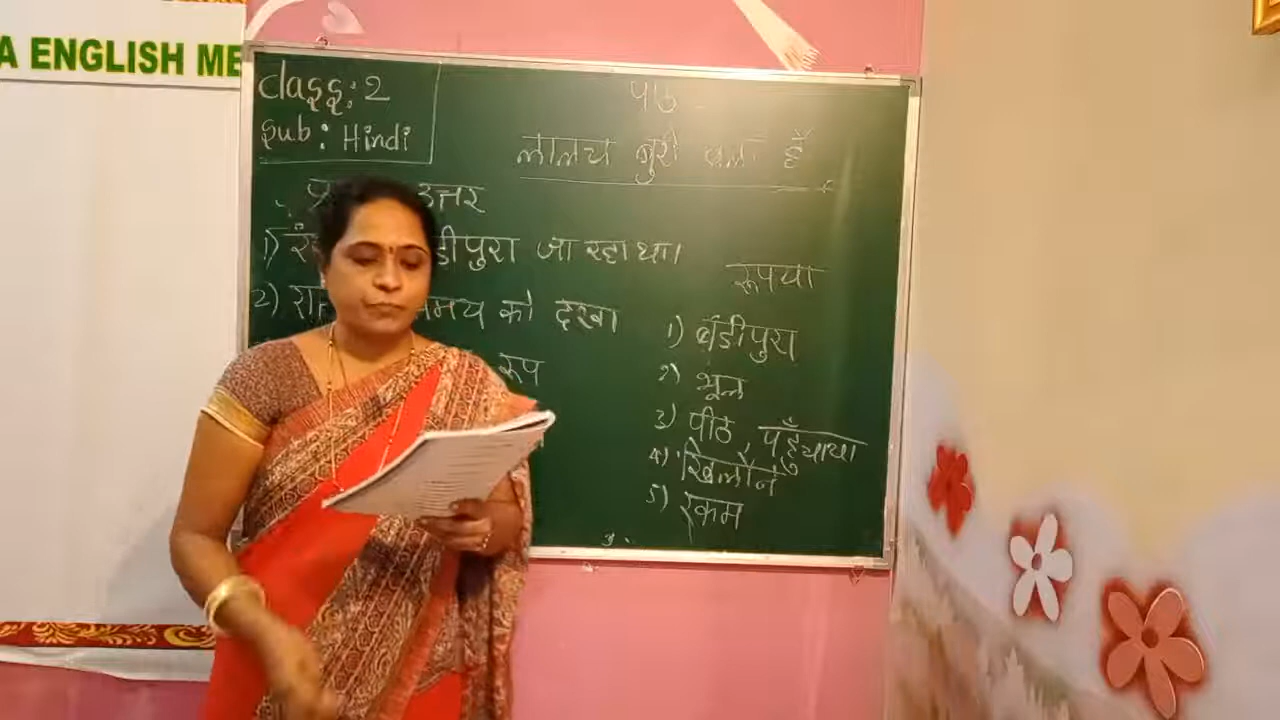 A ENGLISH ME
Class: 2
Sub: Hindi
पाठ
लालच बुरी बला है
उत्तर
1) डीपुरा जा रहा था।
2) को देखा
रूप
रूपया
1) बंडीपुरा
2) भूल
3) पीठ, पहुँचाया
4) खिलौने
5) रकम